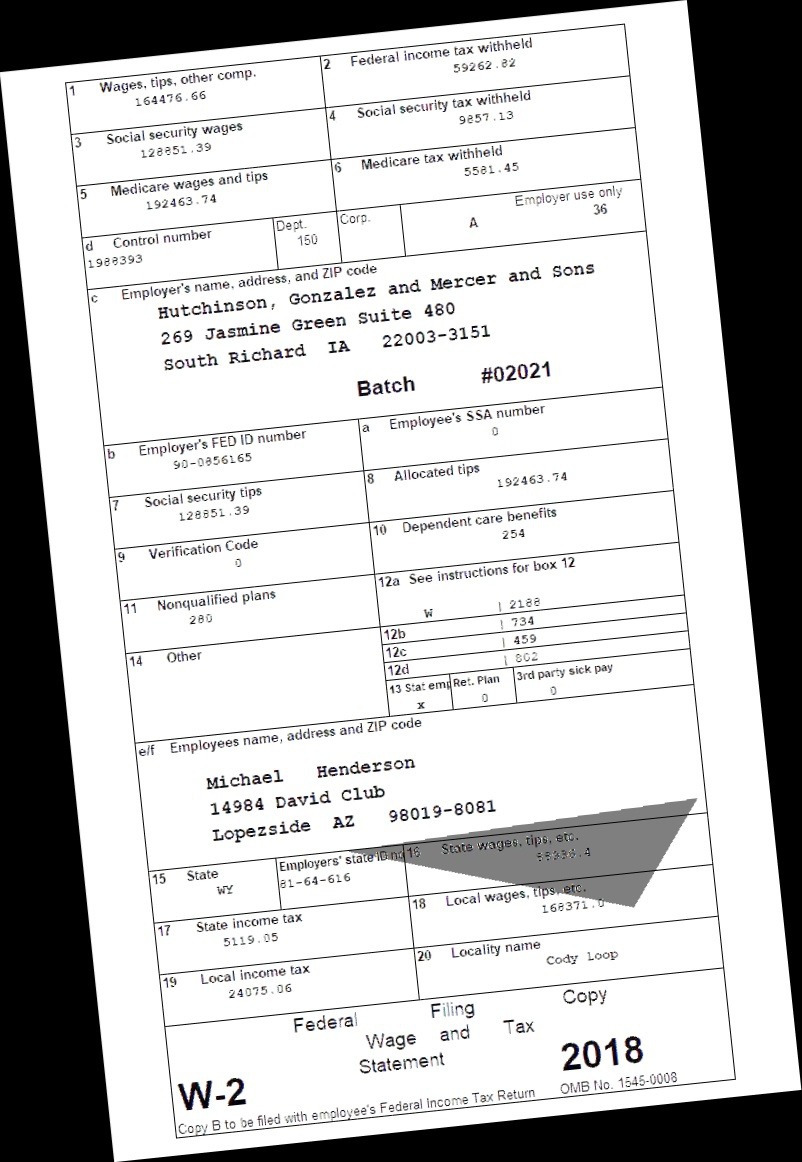 1 Wages, tips, other comp.
164476.66
2 Federal income tax withheld
59262.82
3 Social security wages
128851.39
4 Social security tax withheld
9857.13
5 Medicare wages and tips
192463.74
6 Medicare tax withheld
5581.45
d Control number
1988393
Dept.
150
Corp.
Employer use only
A 36
c Employer's name, address, and ZIP code
Hutchinson, Gonzalez and Mercer and Sons
269 Jasmine Green Suite 480
South Richard IA 22003-3151
Batch #02021
b Employer's FED ID number
90-0856165
a Employee's SSA number
0
7 Social security tips
128851.39
8 Allocated tips
192463.74
9 Verification Code
0
10 Dependent care benefits
254
11 Nonqualified plans
280
12a See instructions for box 12
W | 2188
12b | 734
12c | 459
12d | 802
14 Other
13 Stat emp
x
Ret. Plan
0
3rd party sick pay
0
e/f Employees name, address and ZIP code
Michael Henderson
14984 David Club
Lopezside AZ 98019-8081
15 State
WY
Employers' state ID no
81-64-616
16 State wages, tips, etc.
17 State income tax
5119.05
18 Local wages, tips, etc.
168371.0
19 Local income tax
24075.06
20 Locality name
Cody Loop
Federal Filing Copy
Wage and Tax
Statement
W-2 2018
Copy B to be filed with employee's Federal Income Tax Return OMB No. 1545-0008